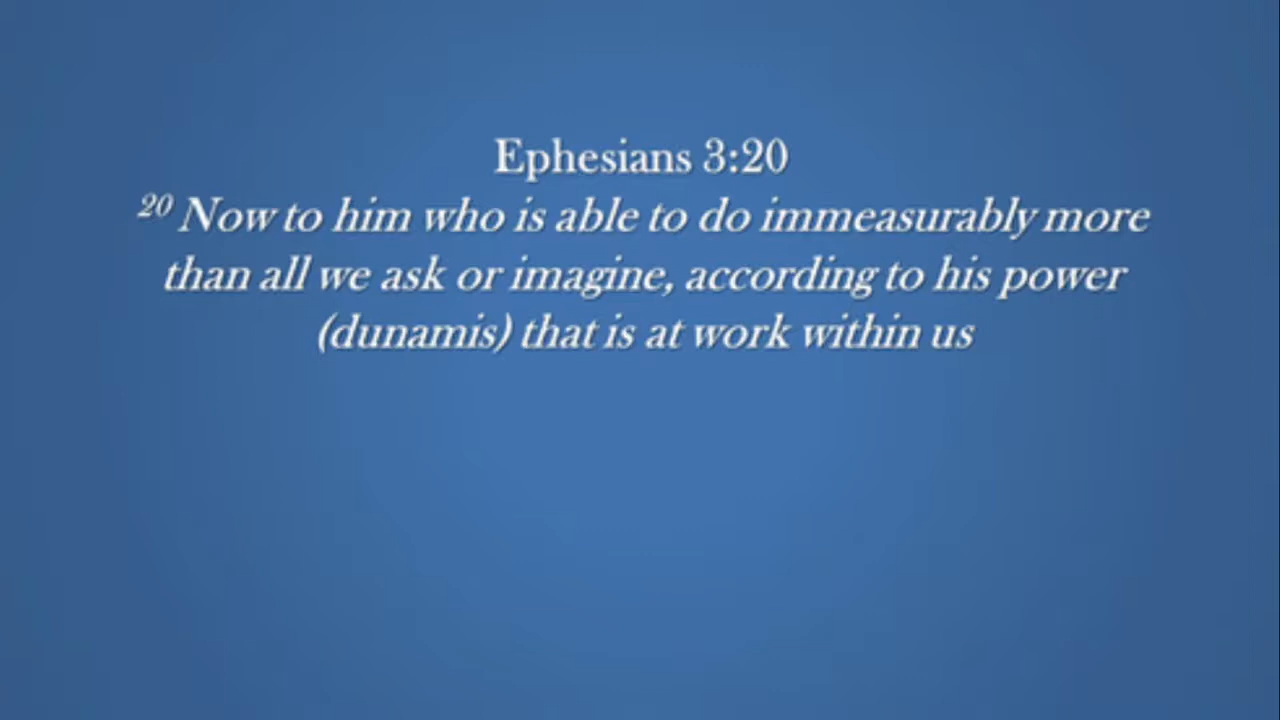 Ephesians 3:20
20 Now to him who is able to do immeasurably more
than all we ask or imagine, according to his power
(dunamis) that is at work within us